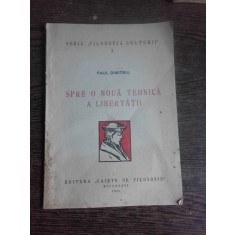 SERIA „FILOSOFIA CULTURII"
PAUL DIMITRIU
SPRE O NOUĂ TEHNICĂ
A LIBERTĂȚII
EDITURA „CAIETE DE FILOSOFIE"
BUCUREȘTI